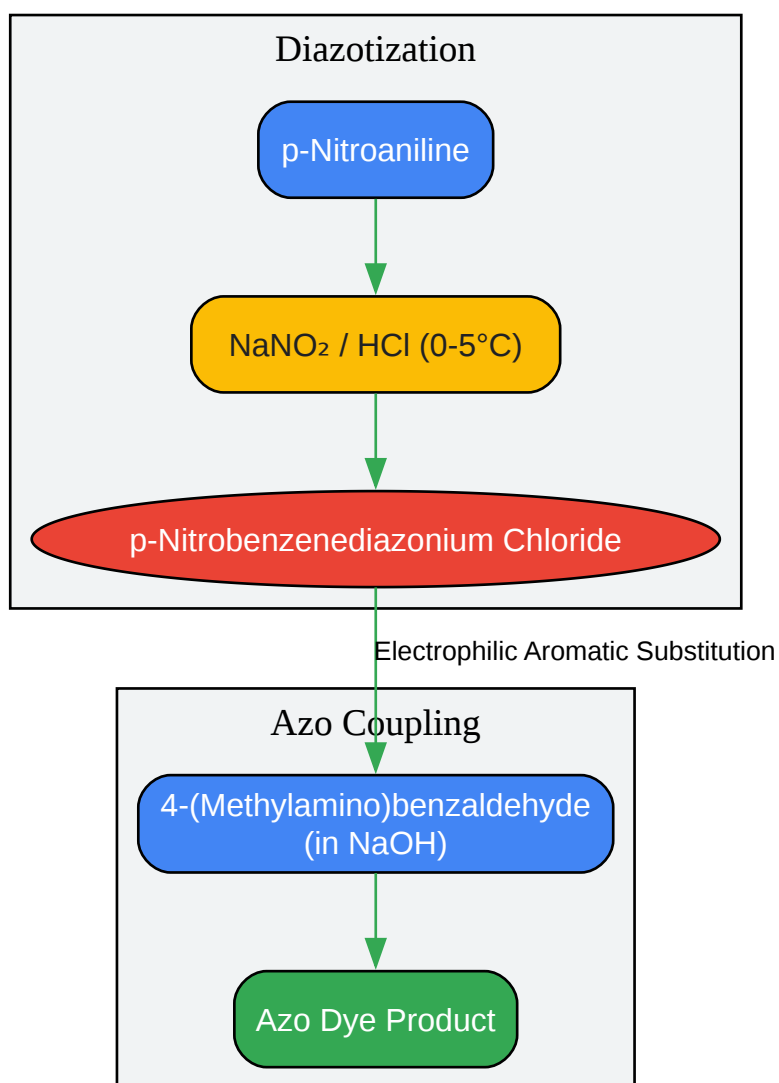 Diazotization
p-Nitroaniline
NaNO₂ / HCl (0-5°C)
p-Nitrobenzenediazonium Chloride
Electrophilic Aromatic Substitution
Azo Coupling
4-(Methylamino)benzaldehyde
(in NaOH)
Azo Dye Product